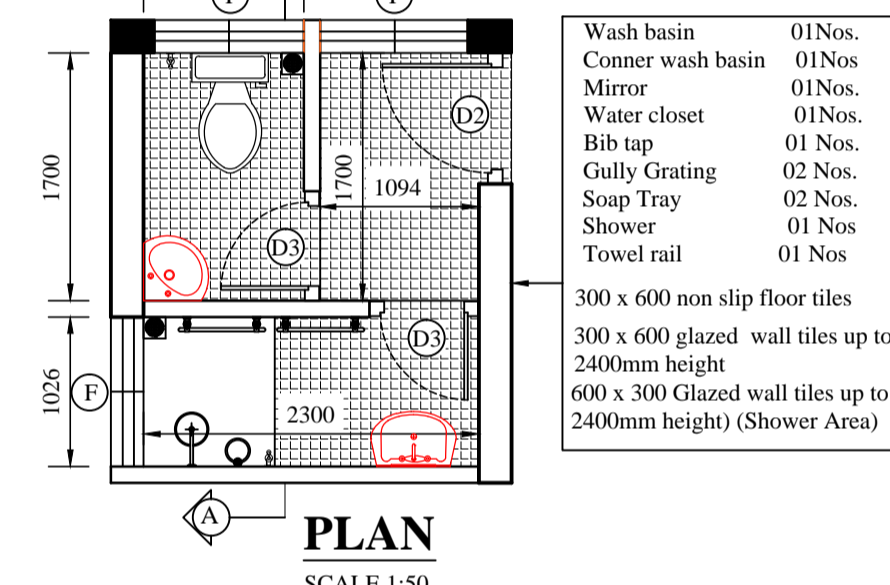 D2
1700
1700
1094
D3
D3
1026
F
2300
A
PLAN
SCALE 1:50
Wash basin 01Nos.
Conner wash basin 01Nos
Mirror 01Nos.
Water closet 01Nos.
Bib tap 01 Nos.
Gully Grating 02 Nos.
Soap Tray 02 Nos.
Shower 01 Nos
Towel rail 01 Nos
300 x 600 non slip floor tiles
300 x 600 glazed wall tiles up to
2400mm height
600 x 300 Glazed wall tiles up to
2400mm height) (Shower Area)